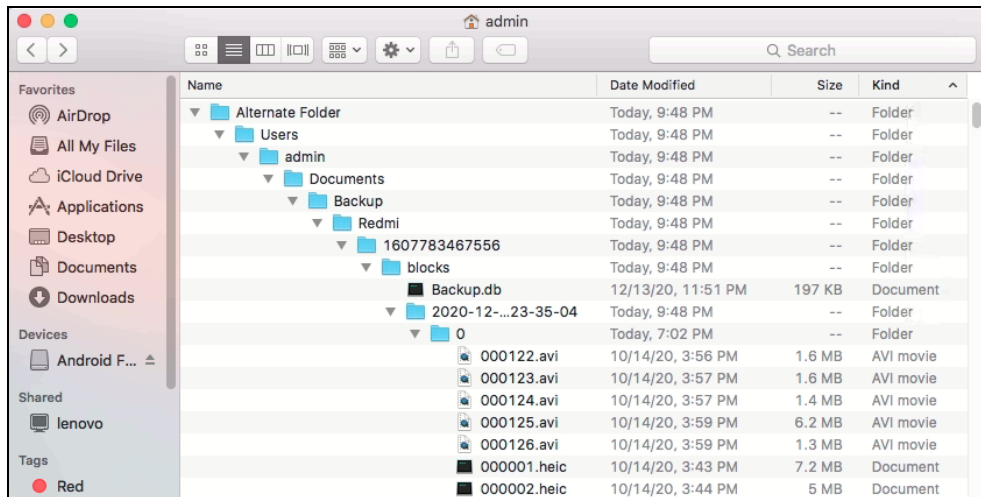 admin
Search
Favorites
AirDrop
All My Files
iCloud Drive
Applications
Desktop
Documents
Downloads
Devices
Android F...
Shared
lenovo
Tags
Red
Name Date Modified Size Kind
Alternate Folder Today, 9:48 PM -- Folder
Users Today, 9:48 PM -- Folder
admin Today, 9:48 PM -- Folder
Documents Today, 9:48 PM -- Folder
Backup Today, 9:48 PM -- Folder
Redmi Today, 9:48 PM -- Folder
1607783467556 Today, 9:48 PM -- Folder
blocks Today, 9:48 PM -- Folder
Backup.db 12/13/20, 11:51 PM 197 KB Document
2020-12-...23-35-04 Today, 9:48 PM -- Folder
0 Today, 7:02 PM -- Folder
000122.avi 10/14/20, 3:56 PM 1.6 MB AVI movie
000123.avi 10/14/20, 3:57 PM 1.6 MB AVI movie
000124.avi 10/14/20, 3:57 PM 1.4 MB AVI movie
000125.avi 10/14/20, 3:59 PM 6.2 MB AVI movie
000126.avi 10/14/20, 3:59 PM 1.3 MB AVI movie
000001.heic 10/14/20, 3:43 PM 7.2 MB Document
000002.heic 10/14/20, 3:44 PM 5 MB Document